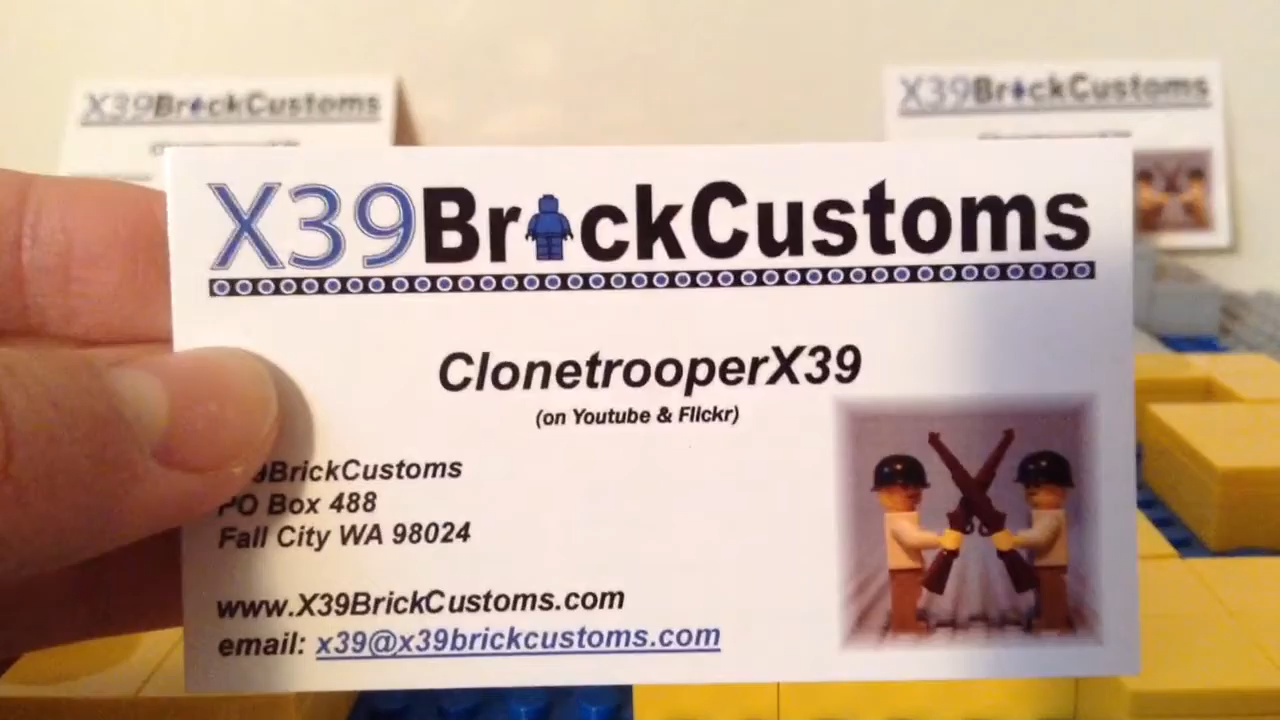 X39BrickCustoms
X39BrickCustoms
X39BrickCustoms
ClonetrooperX39
(on Youtube & Flickr)
9BrickCustoms
PO Box 488
Fall City WA 98024
www.X39BrickCustoms.com
email: x39@x39brickcustoms.com